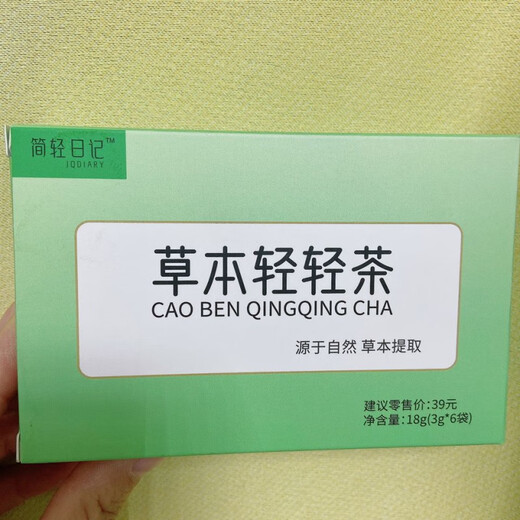 简轻日记™
JQDIARY
草本轻轻茶
CAO BEN QINGQING CHA
源于自然 草本提取
建议零售价:39元
净含量:18g(3g*6袋)